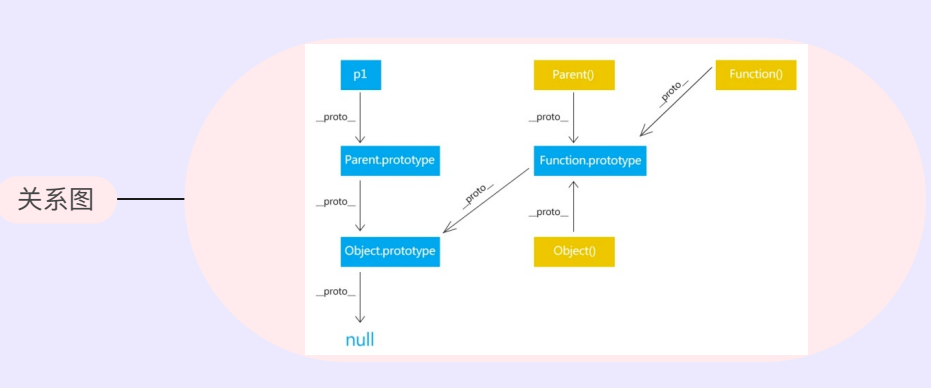 关系图
p1
Parent()
Function()
__proto__
__proto__
__proto__
Parent.prototype
Function.prototype
__proto__
__proto__
__proto__
Object.prototype
Object()
__proto__
null